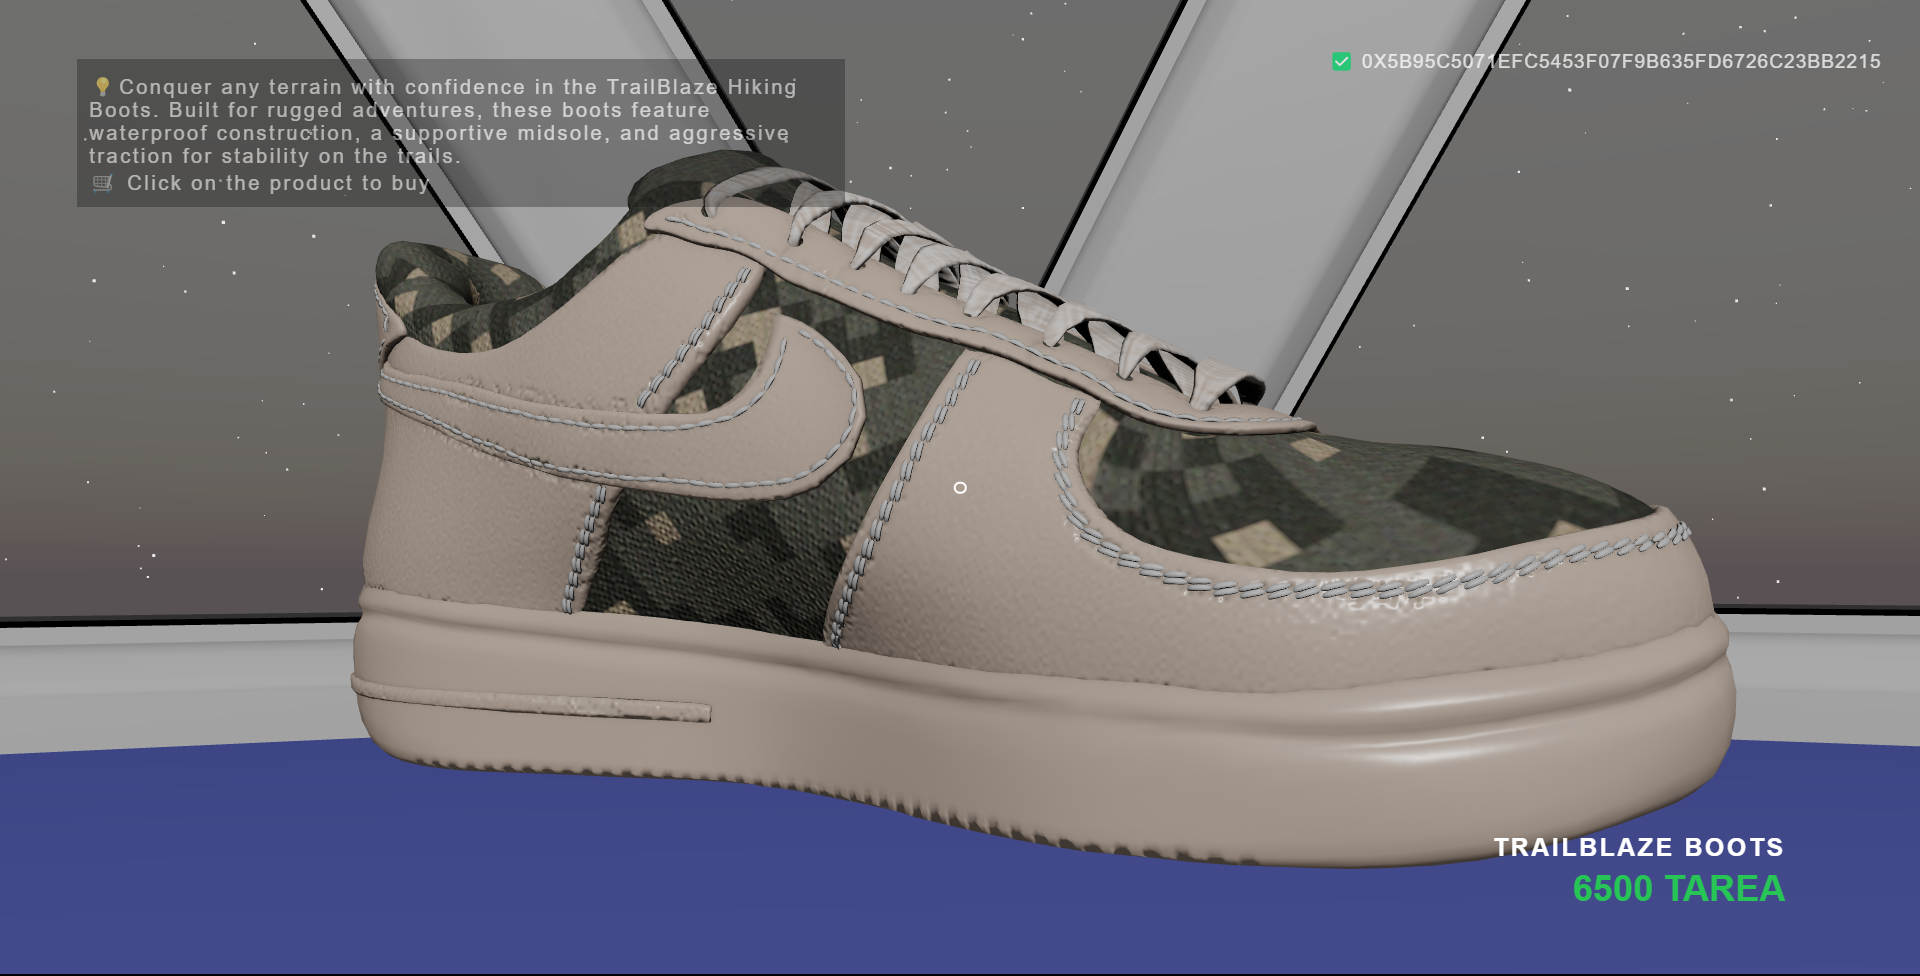 Conquer any terrain with confidence in the TrailBlaze Hiking
Boots. Built for rugged adventures, these boots feature
waterproof construction, a supportive midsole, and aggressive
traction for stability on the trails.
Click on the product to buy
0X5B95C5071EFC5453F07F9B635FD6726C23BB2215
TRAILBLAZE BOOTS
6500 TAREA